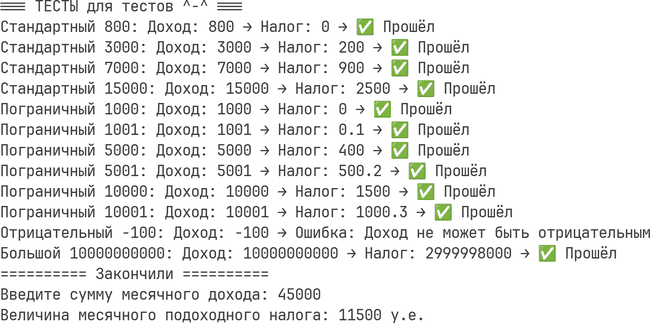 === ТЕСТЫ для тестов ^-^ ===
Стандартный 800: Доход: 800 → Налог: 0 → ✅ Прошёл
Стандартный 3000: Доход: 3000 → Налог: 200 → ✅ Прошёл
Стандартный 7000: Доход: 7000 → Налог: 900 → ✅ Прошёл
Стандартный 15000: Доход: 15000 → Налог: 2500 → ✅ Прошёл
Пограничный 1000: Доход: 1000 → Налог: 0 → ✅ Прошёл
Пограничный 1001: Доход: 1001 → Налог: 0.1 → ✅ Прошёл
Пограничный 5000: Доход: 5000 → Налог: 400 → ✅ Прошёл
Пограничный 5001: Доход: 5001 → Налог: 500.2 → ✅ Прошёл
Пограничный 10000: Доход: 10000 → Налог: 1500 → ✅ Прошёл
Пограничный 10001: Доход: 10001 → Налог: 1000.3 → ✅ Прошёл
Отрицательный -100: Доход: -100 → Ошибка: Доход не может быть отрицательным
Большой 10000000000: Доход: 10000000000 → Налог: 2999998000 → ✅ Прошёл
========== Закончили ==========
Введите сумму месячного дохода: 45000
Величина месячного подоходного налога: 11500 у.е.